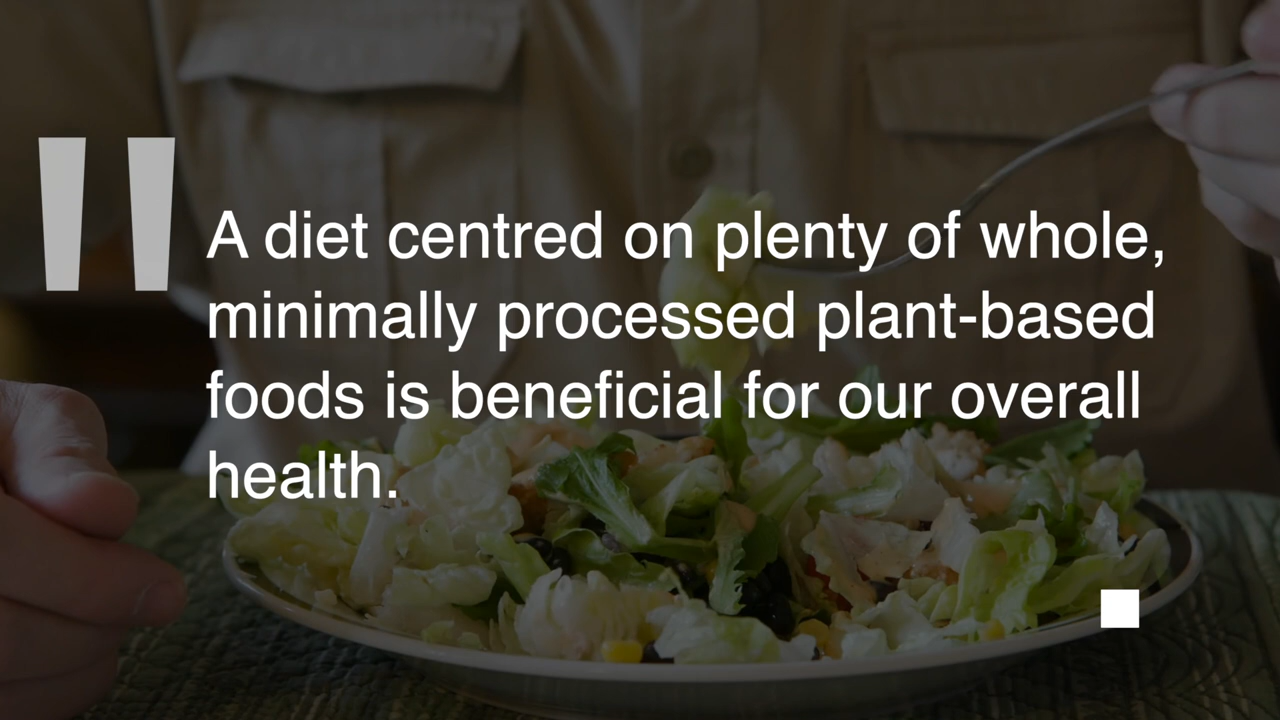 "
A diet centred on plenty of whole,
minimally processed plant-based
foods is beneficial for our overall
health.